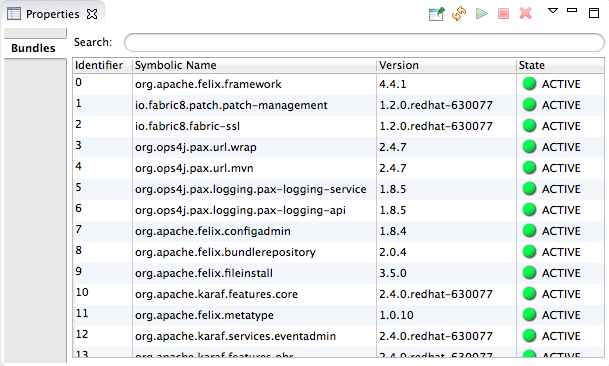 Properties
Bundles
Search:
Identifier Symbolic Name Version State
0 org.apache.felix.framework 4.4.1 ACTIVE
1 io.fabric8.patch.patch-management 1.2.0.redhat-630077 ACTIVE
2 io.fabric8.fabric-ssl 1.2.0.redhat-630077 ACTIVE
3 org.ops4j.pax.url.wrap 2.4.7 ACTIVE
4 org.ops4j.pax.url.mvn 2.4.7 ACTIVE
5 org.ops4j.pax.logging.pax-logging-service 1.8.5 ACTIVE
6 org.ops4j.pax.logging.pax-logging-api 1.8.5 ACTIVE
7 org.apache.felix.configadmin 1.8.4 ACTIVE
8 org.apache.felix.bundlerepository 2.0.4 ACTIVE
9 org.apache.felix.fileinstall 3.5.0 ACTIVE
10 org.apache.karaf.features.core 2.4.0.redhat-630077 ACTIVE
11 org.apache.felix.metatype 1.0.10 ACTIVE
12 org.apache.karaf.services.eventadmin 2.4.0.redhat-630077 ACTIVE
13 org.apache.karaf.features.obr 2.4.0.redhat-630077 ACTIVE